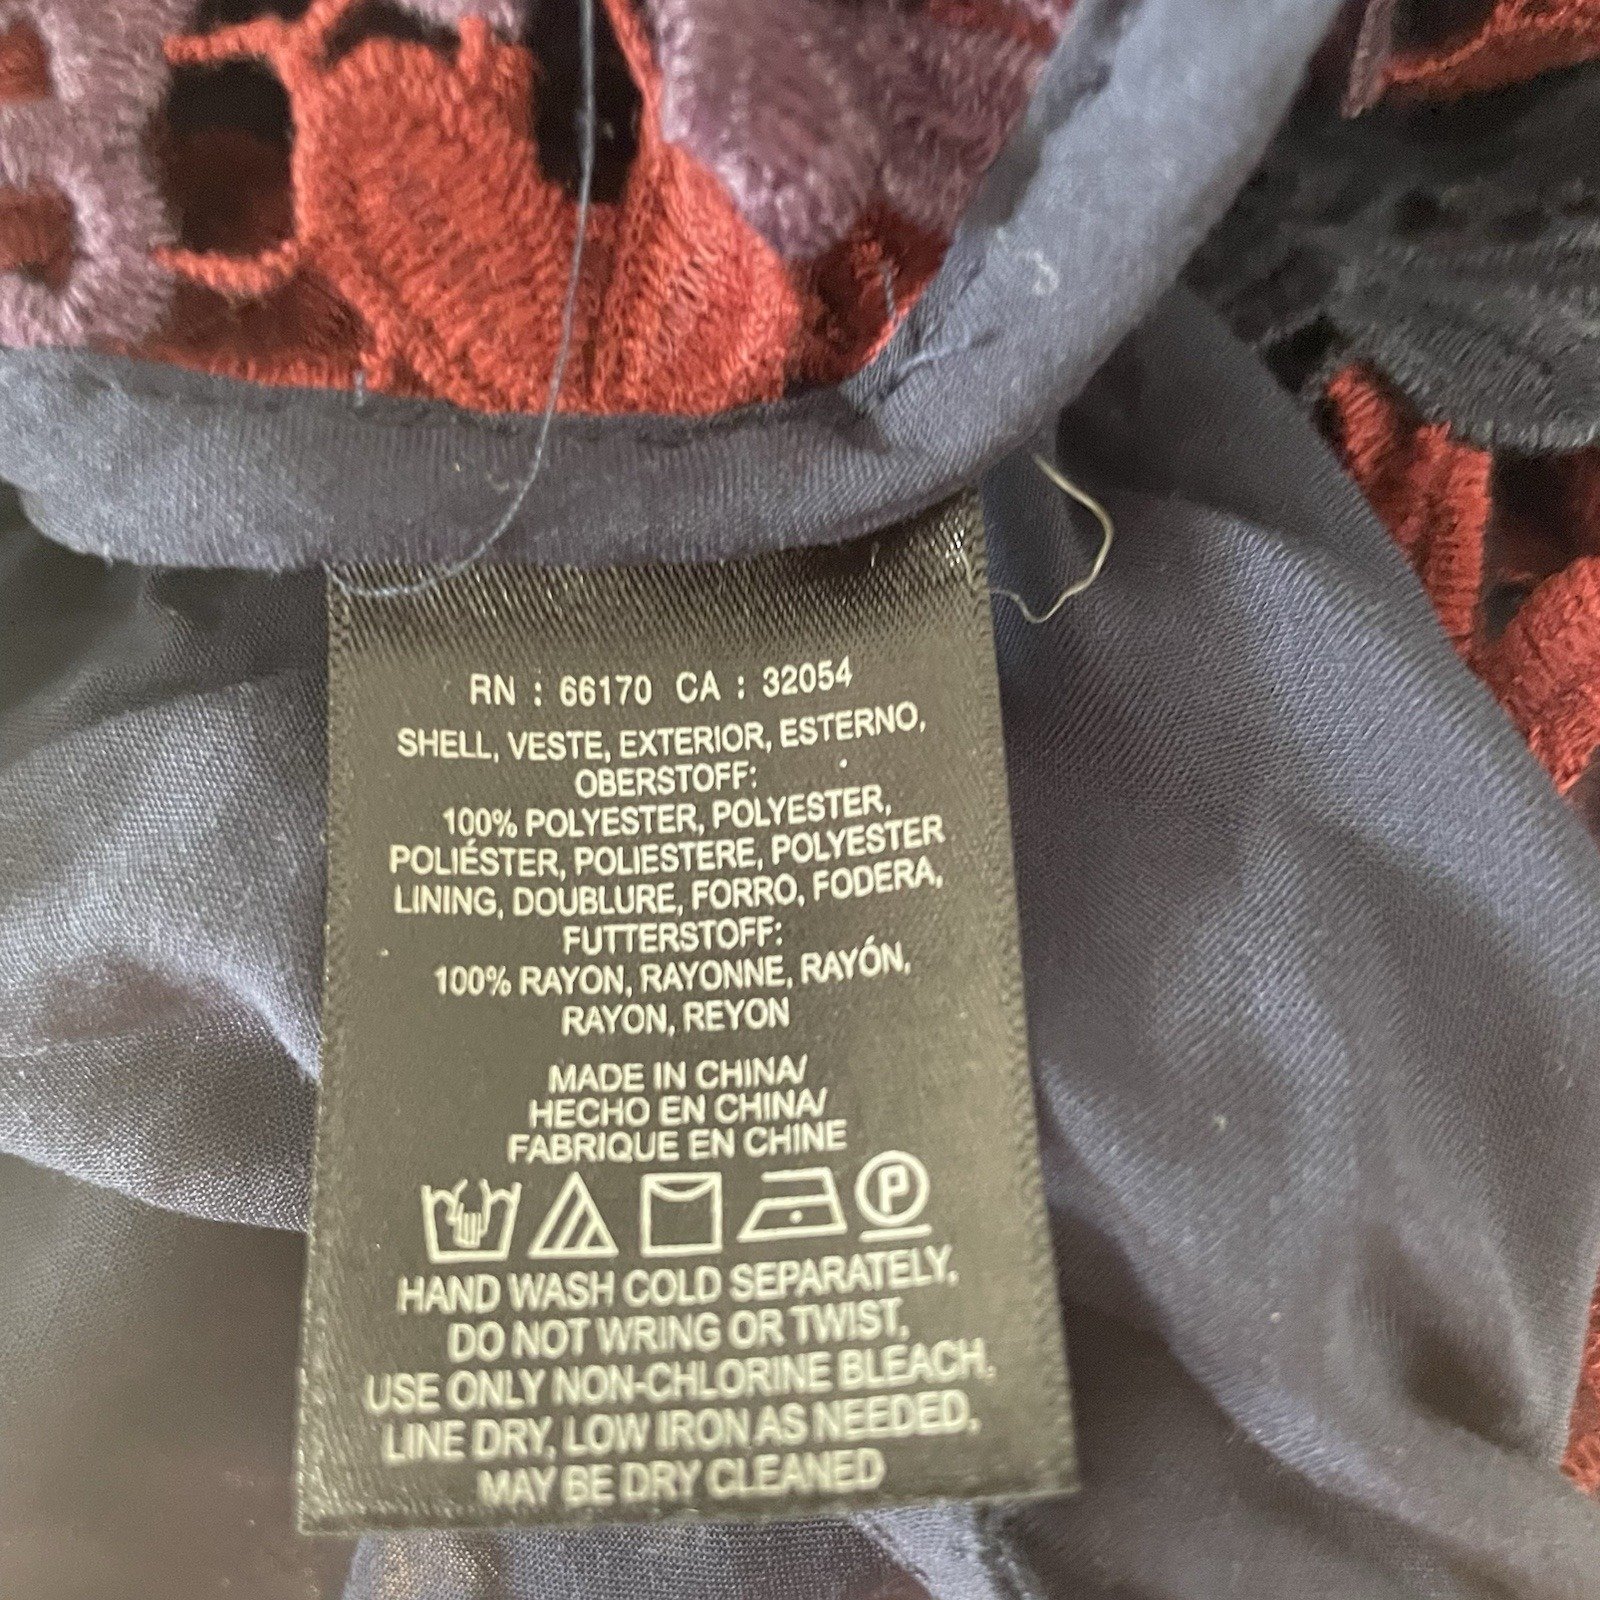 RN : 66170 CA : 32054
SHELL, VESTE, EXTERIOR, ESTERNO,
OBERSTOFF:
100% POLYESTER, POLYESTER,
POLIÉSTER, POLIESTERE, POLYESTER
LINING, DOUBLURE, FORRO, FODERA,
FUTTERSTOFF:
100% RAYON, RAYONNE, RAYÓN,
RAYON, REYON
MADE IN CHINA/
HECHO EN CHINA/
FABRIQUE EN CHINE
P
HAND WASH COLD SEPARATELY,
DO NOT WRING OR TWIST,
USE ONLY NON-CHLORINE BLEACH,
LINE DRY, LOW IRON AS NEEDED,
MAY BE DRY CLEANED